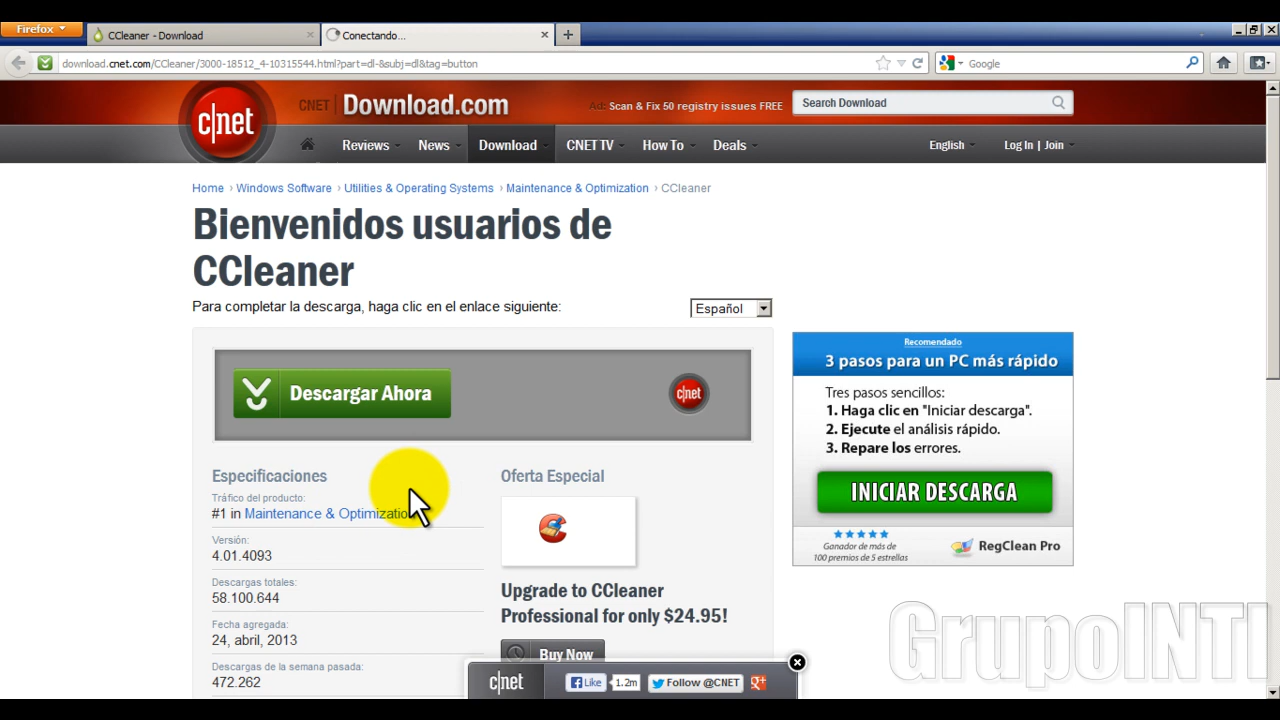 Firefox
CCleaner - Download
Conectando...
download.cnet.com/CCleaner/3000-18512_4-10315544.html?part=dl-&subj=dl&tag=button
Google
c|net
CNET Download.com
Ad: Scan & Fix 50 registry issues FREE
Search Download
Reviews
News
Download
CNET TV
How To
Deals
English
Log In | Join
Home › Windows Software › Utilities & Operating Systems › Maintenance & Optimization › CCleaner
Bienvenidos usuarios de
CCleaner
Para completar la descarga, haga clic en el enlace siguiente:
Español
Descargar Ahora
c|net
Especificaciones
Tráfico del producto:
#1 in Maintenance & Optimization
Versión:
4.01.4093
Descargas totales:
58.100.644
Fecha agregada:
24, abril, 2013
Descargas de la semana pasada:
472.262
Oferta Especial
Upgrade to CCleaner
Professional for only $24.95!
Buy Now
Recomendado
3 pasos para un PC más rápido
Tres pasos sencillos:
1. Haga clic en "Iniciar descarga".
2. Ejecute el análisis rápido.
3. Repare los errores.
INICIAR DESCARGA
Ganador de más de
100 premios de 5 estrellas
RegClean Pro
GrupoINTI
c|net
Like
1.2m
Follow @CNET
g+